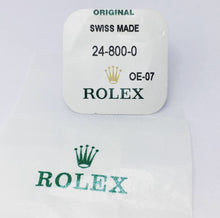 ORIGINAL
SWISS MADE
24-800-0
OE-07
ROLEX
ROLEX